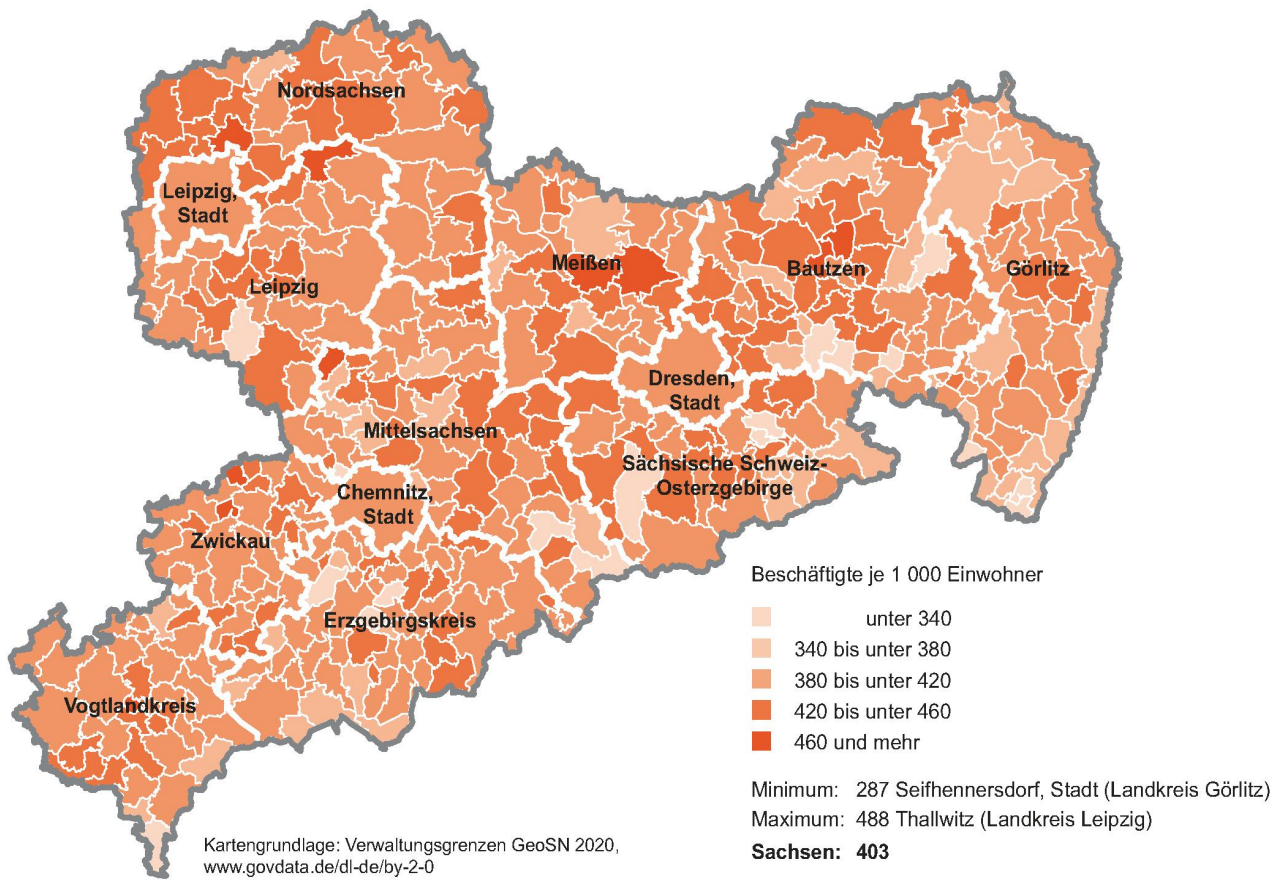 Nordsachsen
Leipzig,
Stadt
Leipzig
Meißen
Bautzen
Görlitz
Dresden,
Stadt
Mittelsachsen
Sächsische Schweiz-
Osterzgebirge
Chemnitz,
Stadt
Zwickau
Erzgebirgskreis
Vogtlandkreis
Beschäftigte je 1 000 Einwohner
unter 340
340 bis unter 380
380 bis unter 420
420 bis unter 460
460 und mehr
Minimum: 287 Seifhennersdorf, Stadt (Landkreis Görlitz)
Maximum: 488 Thallwitz (Landkreis Leipzig)
Sachsen: 403
Kartengrundlage: Verwaltungsgrenzen GeoSN 2020,
www.govdata.de/dl-de/by-2-0